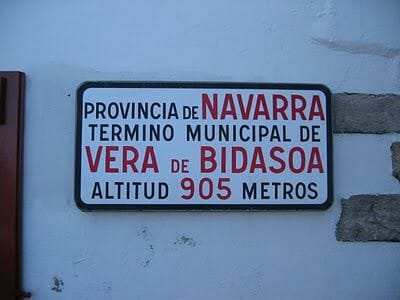 PROVINCIA DE NAVARRA
TERMINO MUNICIPAL DE
VERA DE BIDASOA
ALTITUD 905 METROS